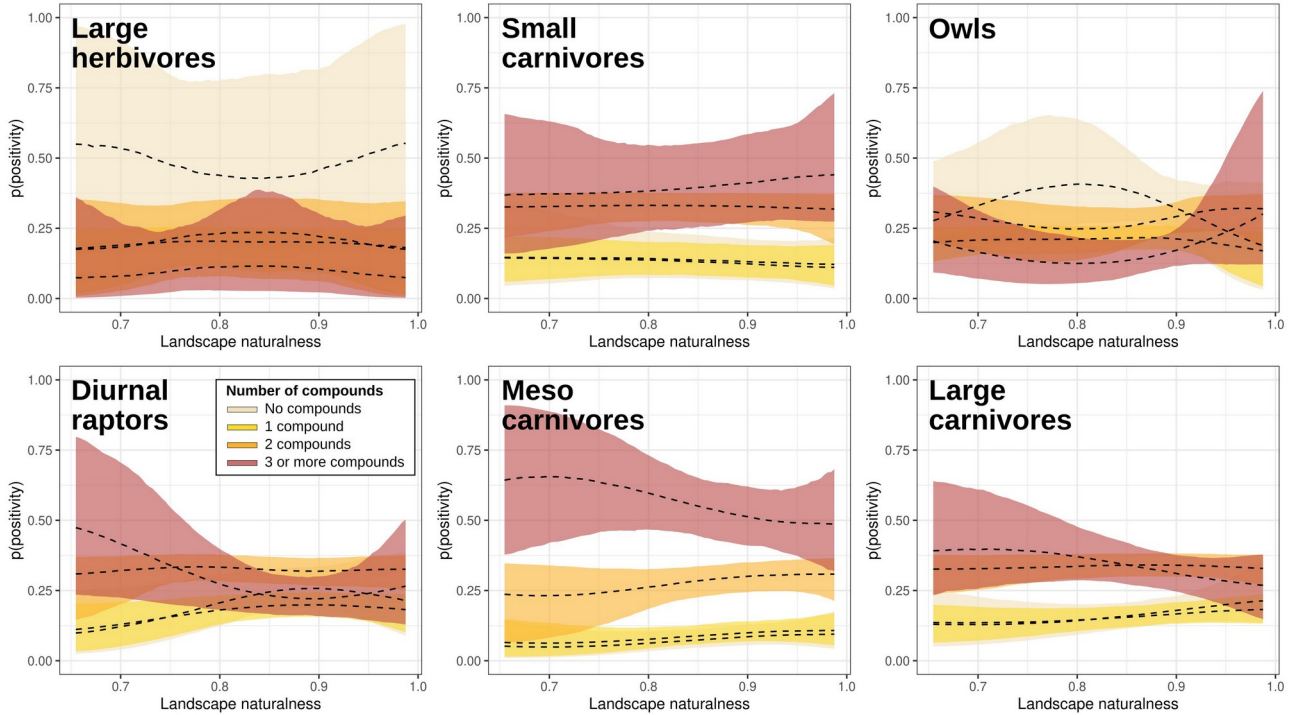 Large
herbivores
1.00
0.75
0.50
0.25
0.00
p(positivity)
0.7
0.8
0.9
1.0
Landscape naturalness
Small
carnivores
1.00
0.75
0.50
0.25
0.00
p(positivity)
0.7
0.8
0.9
1.0
Landscape naturalness
Owls
1.00
0.75
0.50
0.25
0.00
p(positivity)
0.7
0.8
0.9
1.0
Landscape naturalness
Diurnal
raptors
Number of compounds
No compounds
1 compound
2 compounds
3 or more compounds
1.00
0.75
0.50
0.25
0.00
p(positivity)
0.7
0.8
0.9
1.0
Landscape naturalness
Meso
carnivores
1.00
0.75
0.50
0.25
0.00
p(positivity)
0.7
0.8
0.9
1.0
Landscape naturalness
Large
carnivores
1.00
0.75
0.50
0.25
0.00
p(positivity)
0.7
0.8
0.9
1.0
Landscape naturalness